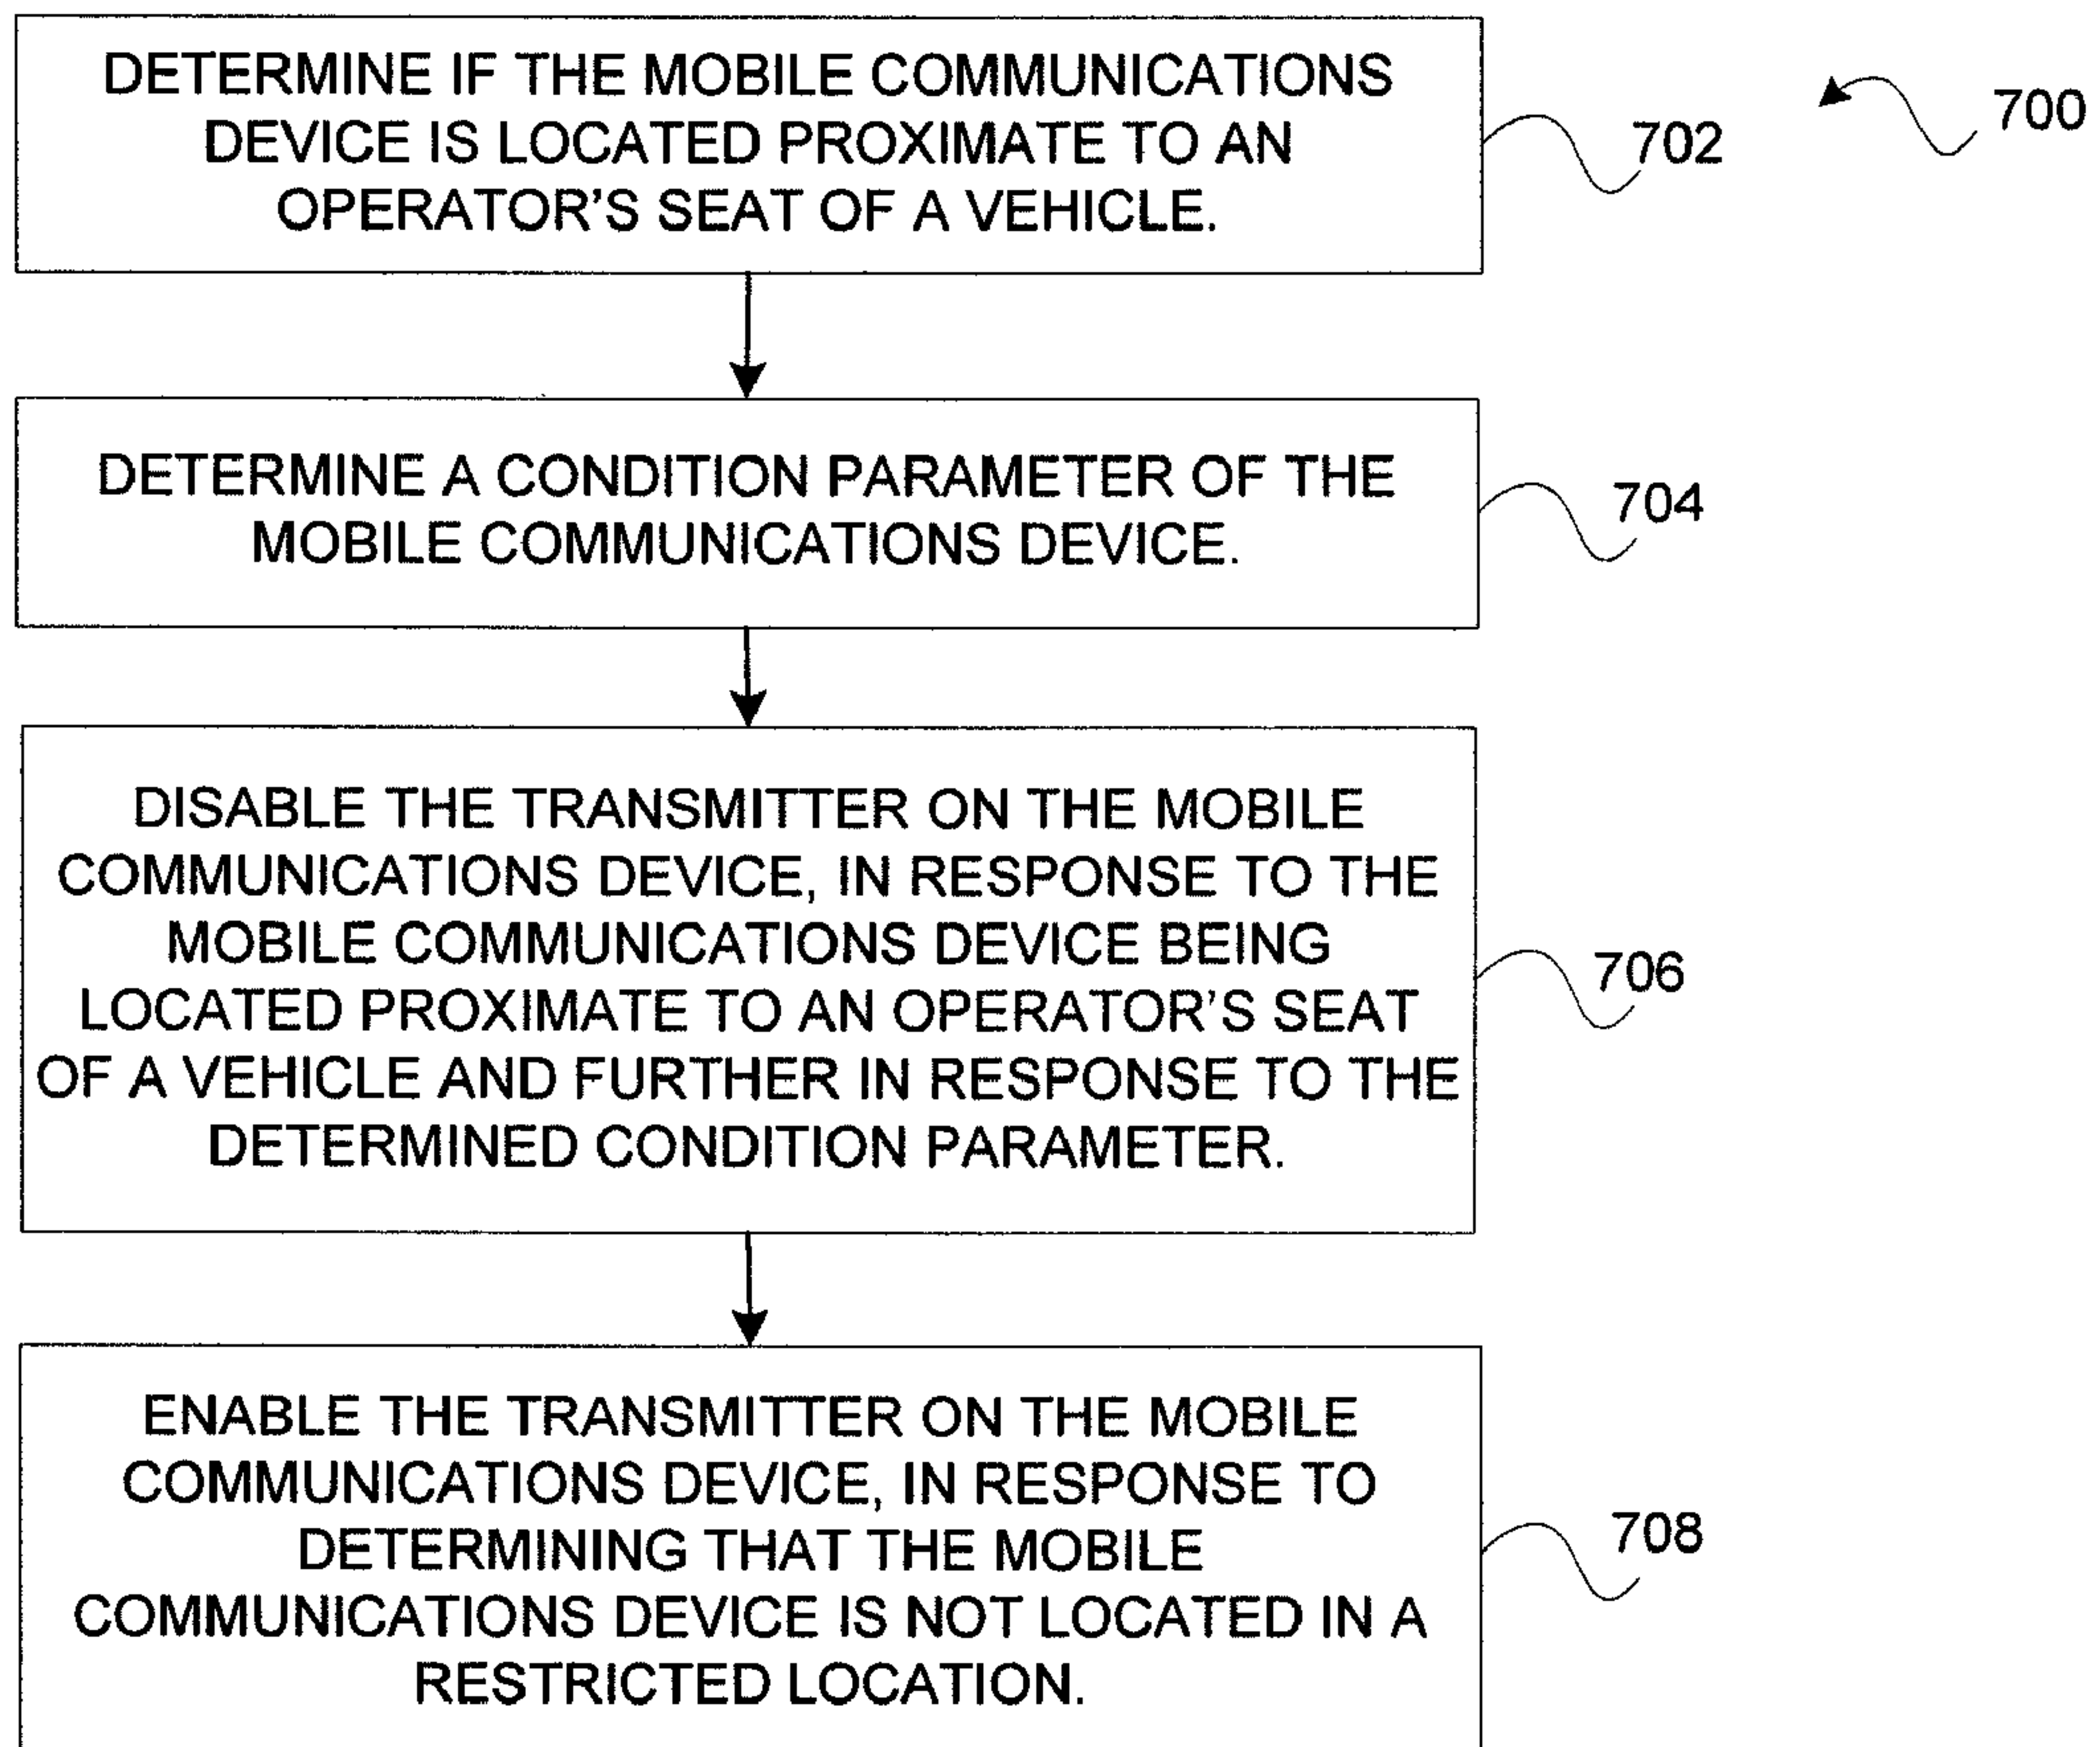 DETERMINE IF THE MOBILE COMMUNICATIONS
DEVICE IS LOCATED PROXIMATE TO AN
OPERATOR'S SEAT OF A VEHICLE.
702
700
DETERMINE A CONDITION PARAMETER OF THE
MOBILE COMMUNICATIONS DEVICE.
704
DISABLE THE TRANSMITTER ON THE MOBILE
COMMUNICATIONS DEVICE, IN RESPONSE TO THE
MOBILE COMMUNICATIONS DEVICE BEING
LOCATED PROXIMATE TO AN OPERATOR'S SEAT
OF A VEHICLE AND FURTHER IN RESPONSE TO THE
DETERMINED CONDITION PARAMETER.
706
ENABLE THE TRANSMITTER ON THE MOBILE
COMMUNICATIONS DEVICE, IN RESPONSE TO
DETERMINING THAT THE MOBILE
COMMUNICATIONS DEVICE IS NOT LOCATED IN A
RESTRICTED LOCATION.
708